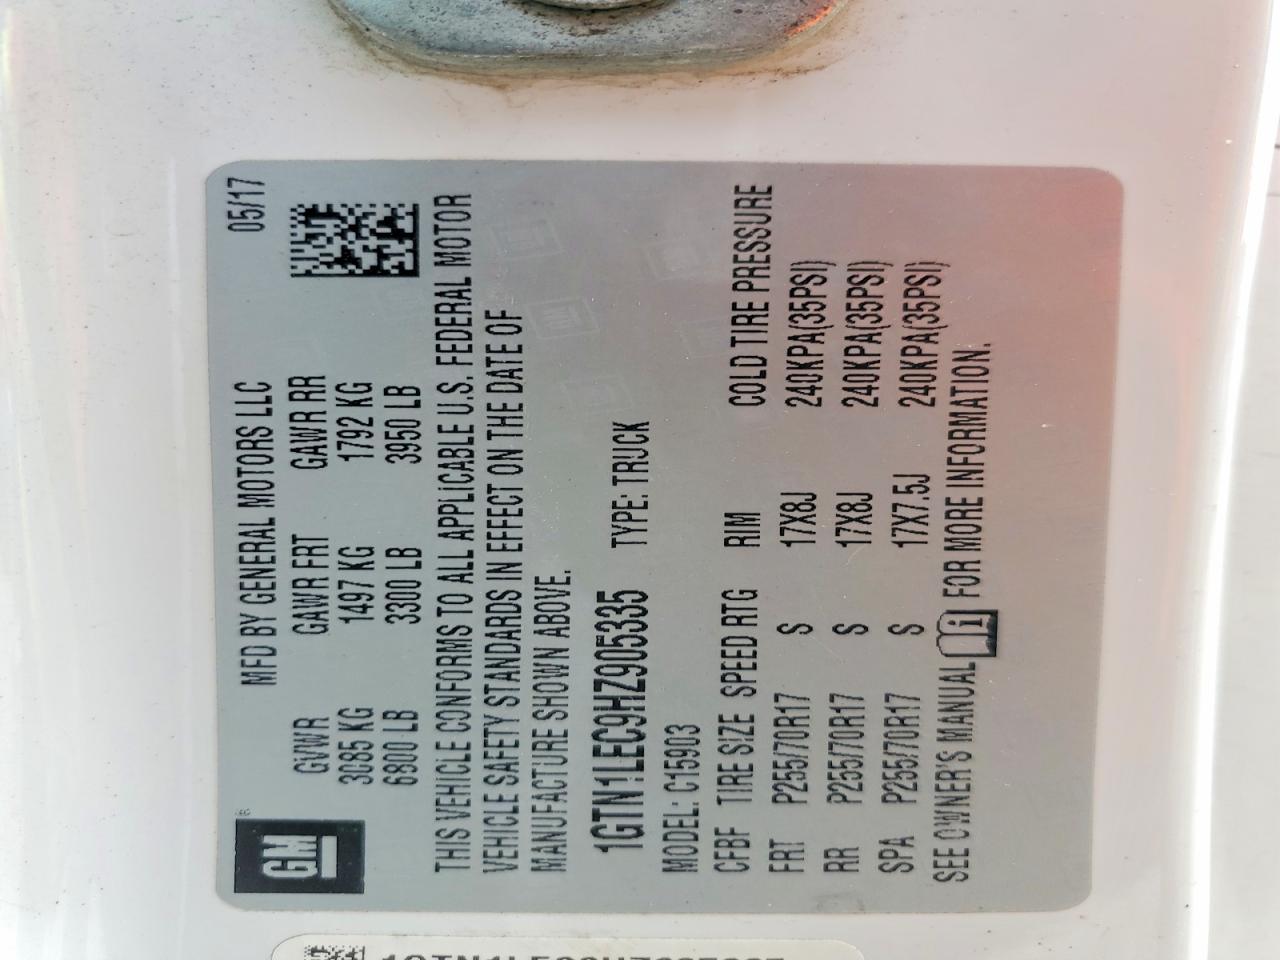 GM ®
MFD BY GENERAL MOTORS LLC 05/17
GVWR GAWR FRT GAWR RR
3085 KG 1497 KG 1792 KG
6800 LB 3300 LB 3950 LB
THIS VEHICLE CONFORMS TO ALL APPLICABLE U.S. FEDERAL MOTOR
VEHICLE SAFETY STANDARDS IN EFFECT ON THE DATE OF
MANUFACTURE SHOWN ABOVE.
1GTN1LEC9HZ905335 TYPE: TRUCK
MODEL: C15903
CFBF TIRE SIZE SPEED RTG RIM COLD TIRE PRESSURE
FRT P255/70R17 S 17X8J 240KPA(35PSI)
RR P255/70R17 S 17X8J 240KPA(35PSI)
SPA P255/70R17 S 17X7.5J 240KPA(35PSI)
SEE OWNER'S MANUAL i FOR MORE INFORMATION.